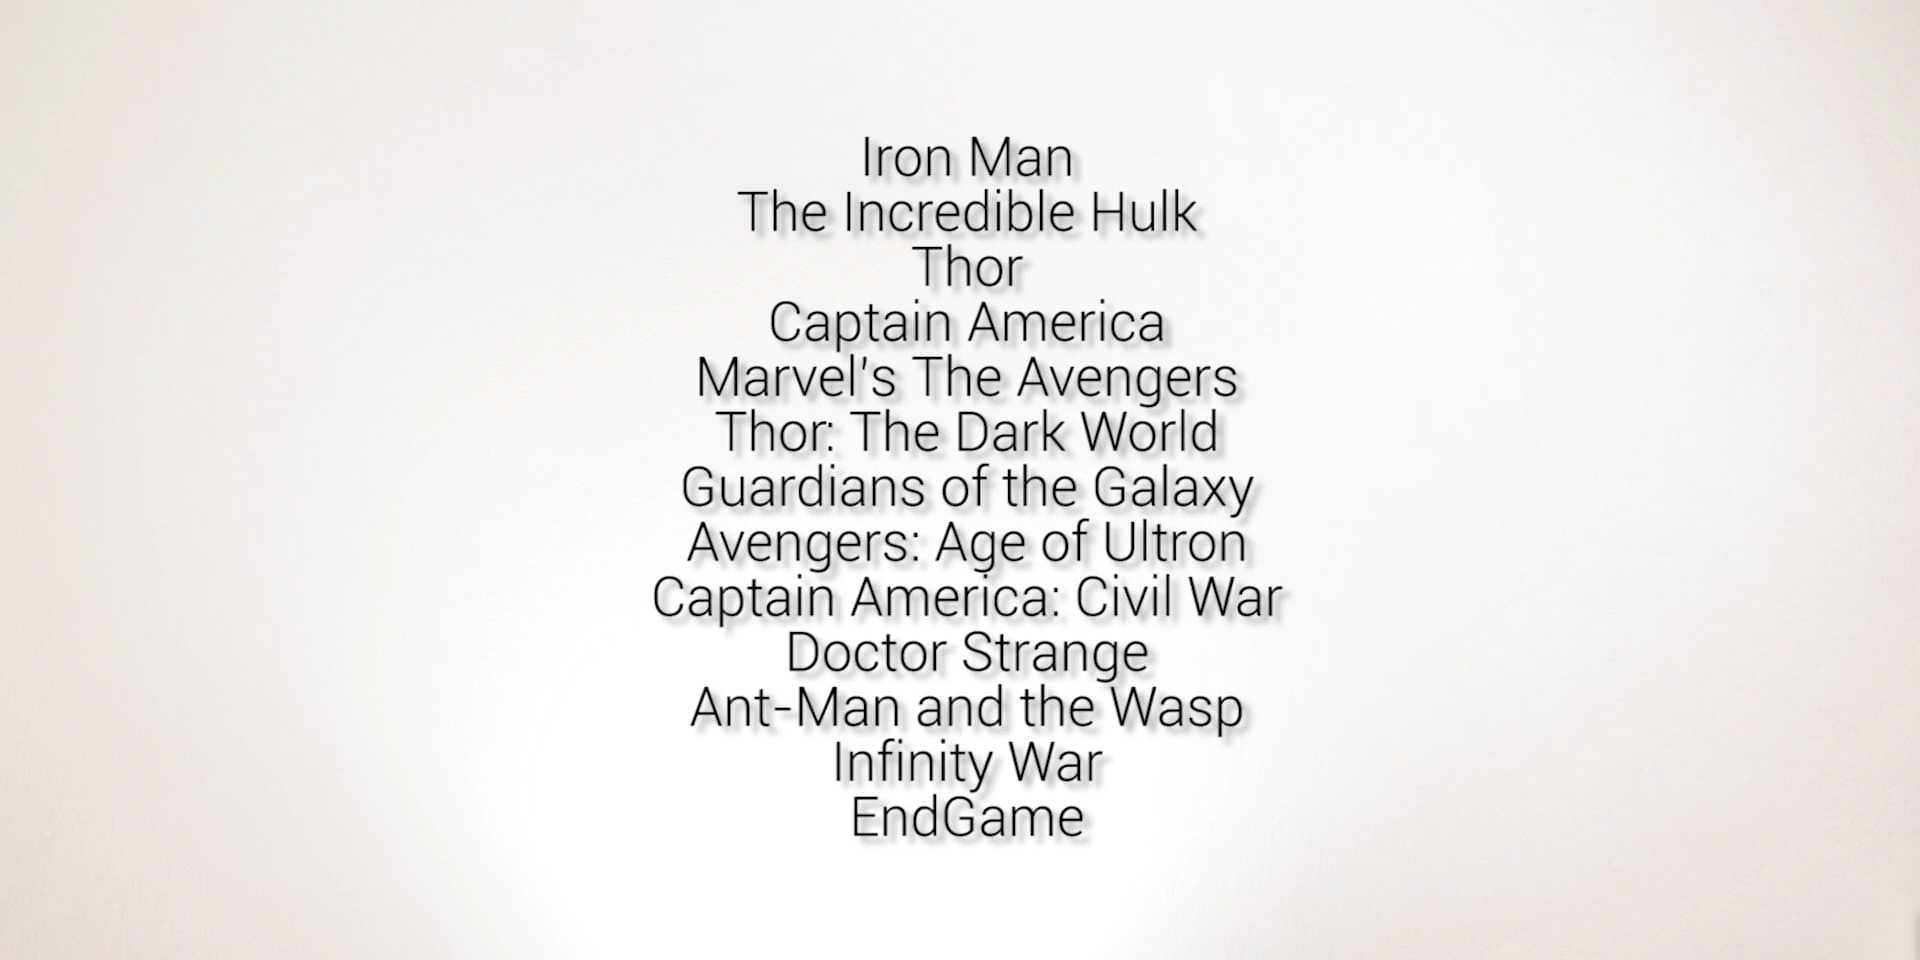 Iron Man
The Incredible Hulk
Thor
Captain America
Marvel's The Avengers
Thor: The Dark World
Guardians of the Galaxy
Avengers: Age of Ultron
Captain America: Civil War
Doctor Strange
Ant-Man and the Wasp
Infinity War
EndGame